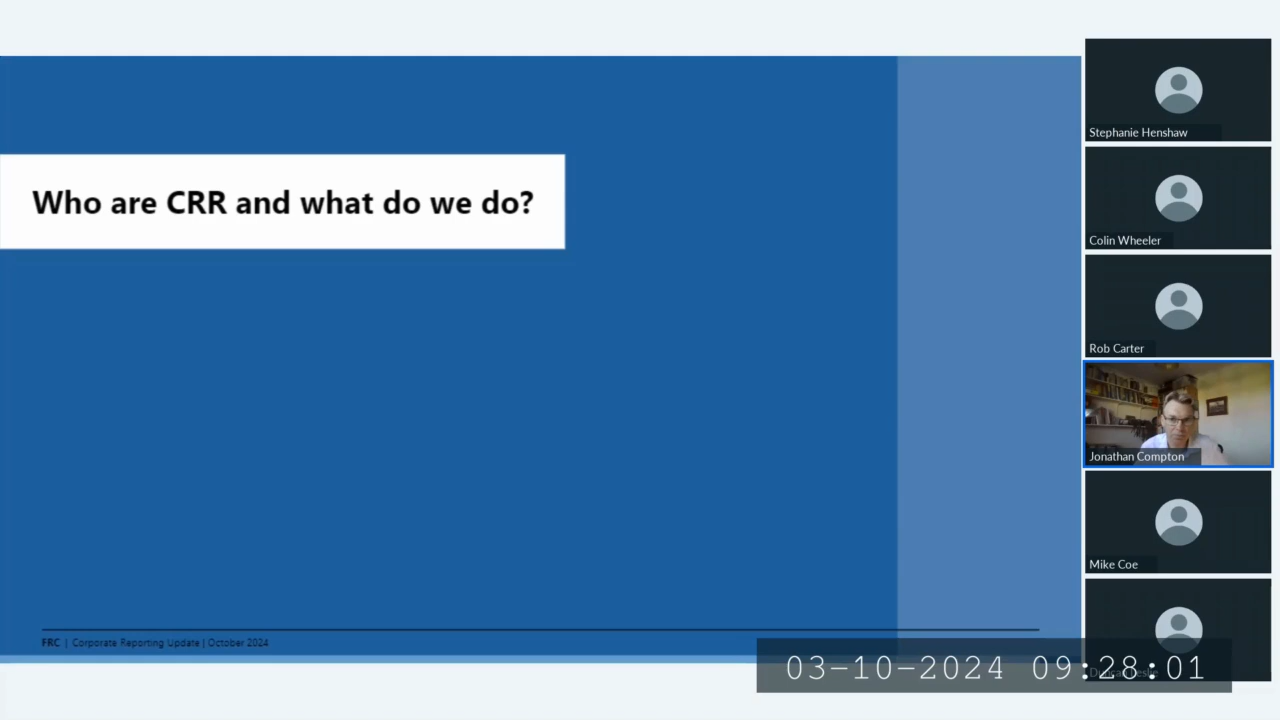 Who are CRR and what do we do?
FRC | Corporate Reporting Update | October 2024
Stephanie Henshaw
Colin Wheeler
Rob Carter
Jonathan Compton
Mike Coe
03-10-2024 09:28:01